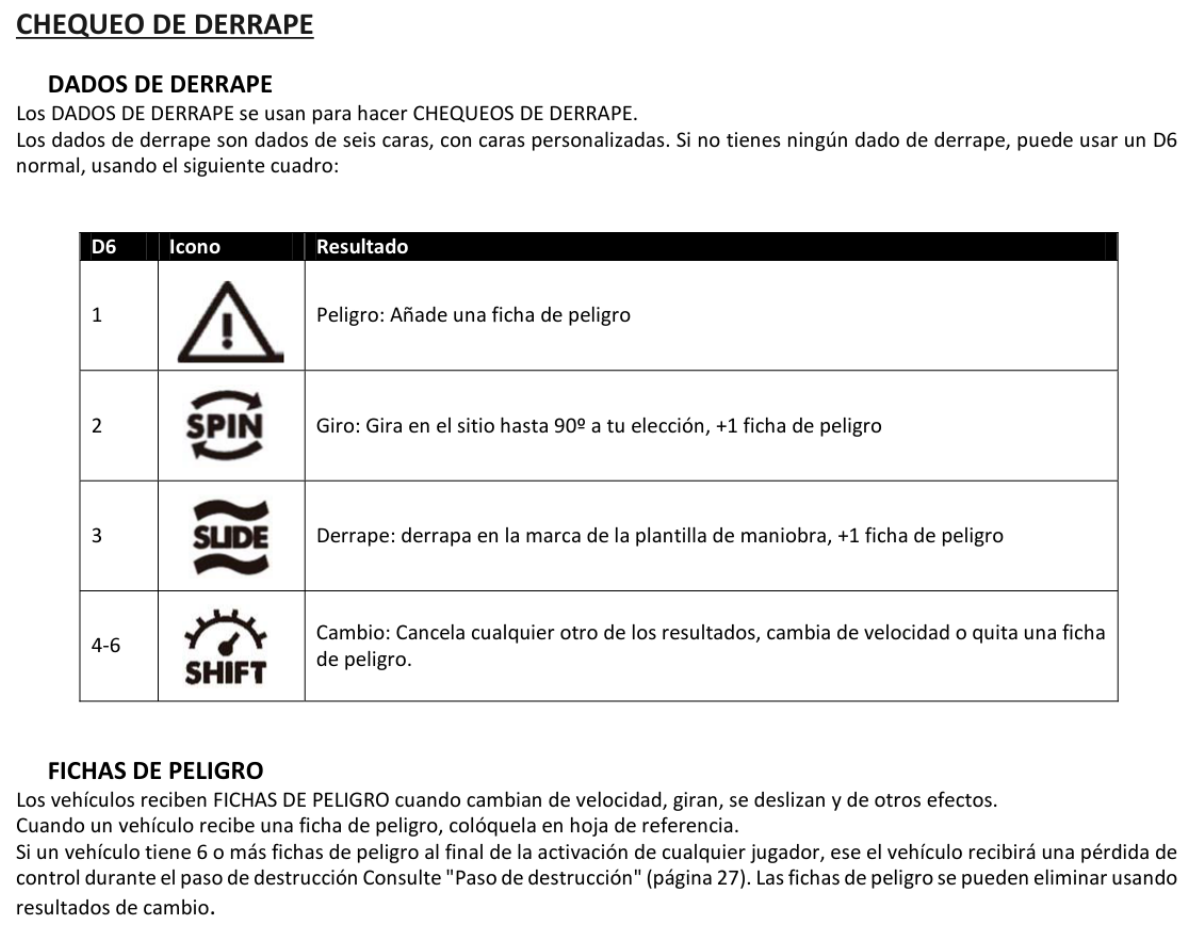 CHEQUEO DE DERRAPE
DADOS DE DERRAPE
Los DADOS DE DERRAPE se usan para hacer CHEQUEOS DE DERRAPE.
Los dados de derrape son dados de seis caras, con caras personalizadas. Si no tienes ningún dado de derrape, puede usar un D6
normal, usando el siguiente cuadro:
D6 Icono Resultado
1 ! Peligro: Añade una ficha de peligro
2 SPIN Giro: Gira en el sitio hasta 90º a tu elección, +1 ficha de peligro
3 SLIDE Derrape: derrapa en la marca de la plantilla de maniobra, +1 ficha de peligro
4-6 SHIFT Cambio: Cancela cualquier otro de los resultados, cambia de velocidad o quita una ficha
de peligro.
FICHAS DE PELIGRO
Los vehículos reciben FICHAS DE PELIGRO cuando cambian de velocidad, giran, se deslizan y de otros efectos.
Cuando un vehículo recibe una ficha de peligro, colóquela en hoja de referencia.
Si un vehículo tiene 6 o más fichas de peligro al final de la activación de cualquier jugador, ese el vehículo recibirá una pérdida de
control durante el paso de destrucción Consulte "Paso de destrucción" (página 27). Las fichas de peligro se pueden eliminar usando
resultados de cambio.